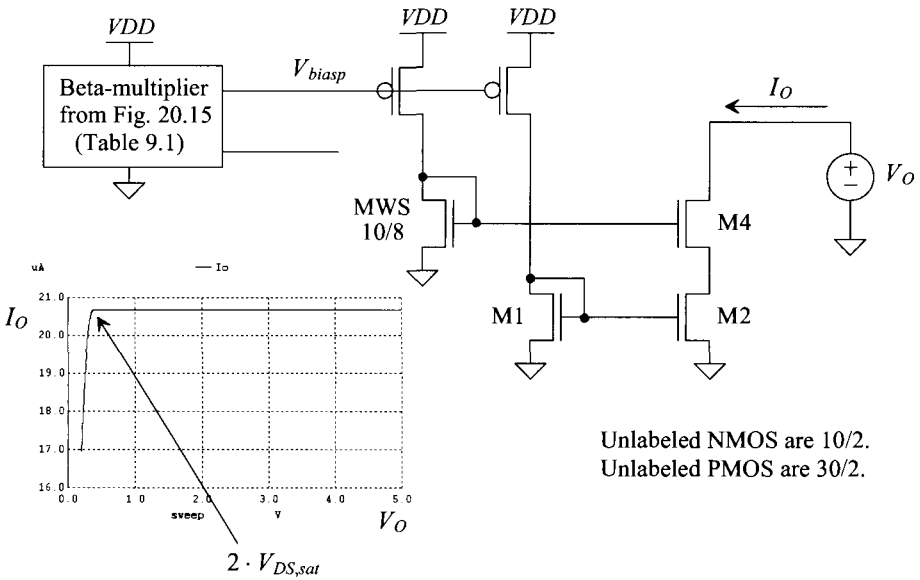 VDD
VDD
VDD
Beta-multiplier
from Fig. 20.15
(Table 9.1)
V_biasp
I_O
+
−
V_O
MWS
10/8
M4
M1
M2
uA
Io
I_O
21.0
20.0
19.0
18.0
17.0
16.0
0.0
1.0
2.0
3.0
4.0
5.0
sweep
V
V_O
2 · V_DS,sat
Unlabeled NMOS are 10/2.
Unlabeled PMOS are 30/2.